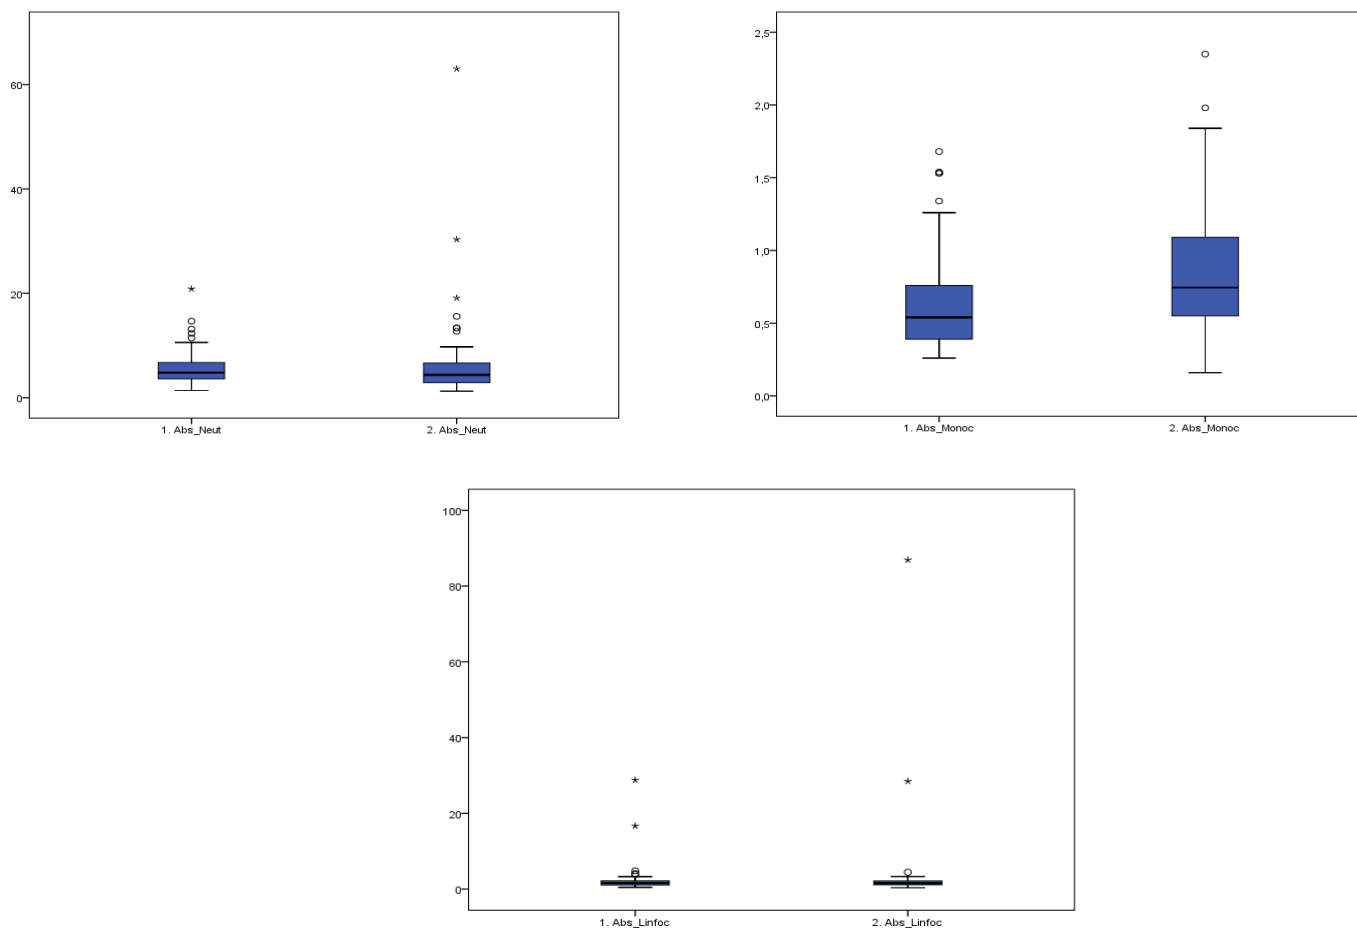 60
40
20
0
1. Abs_Neut
2. Abs_Neut
2,5
2,0
1,5
1,0
0,5
0,0
1. Abs_Monoc
2. Abs_Monoc
100
80
60
40
20
0
1. Abs_Linfoc
2. Abs_Linfoc